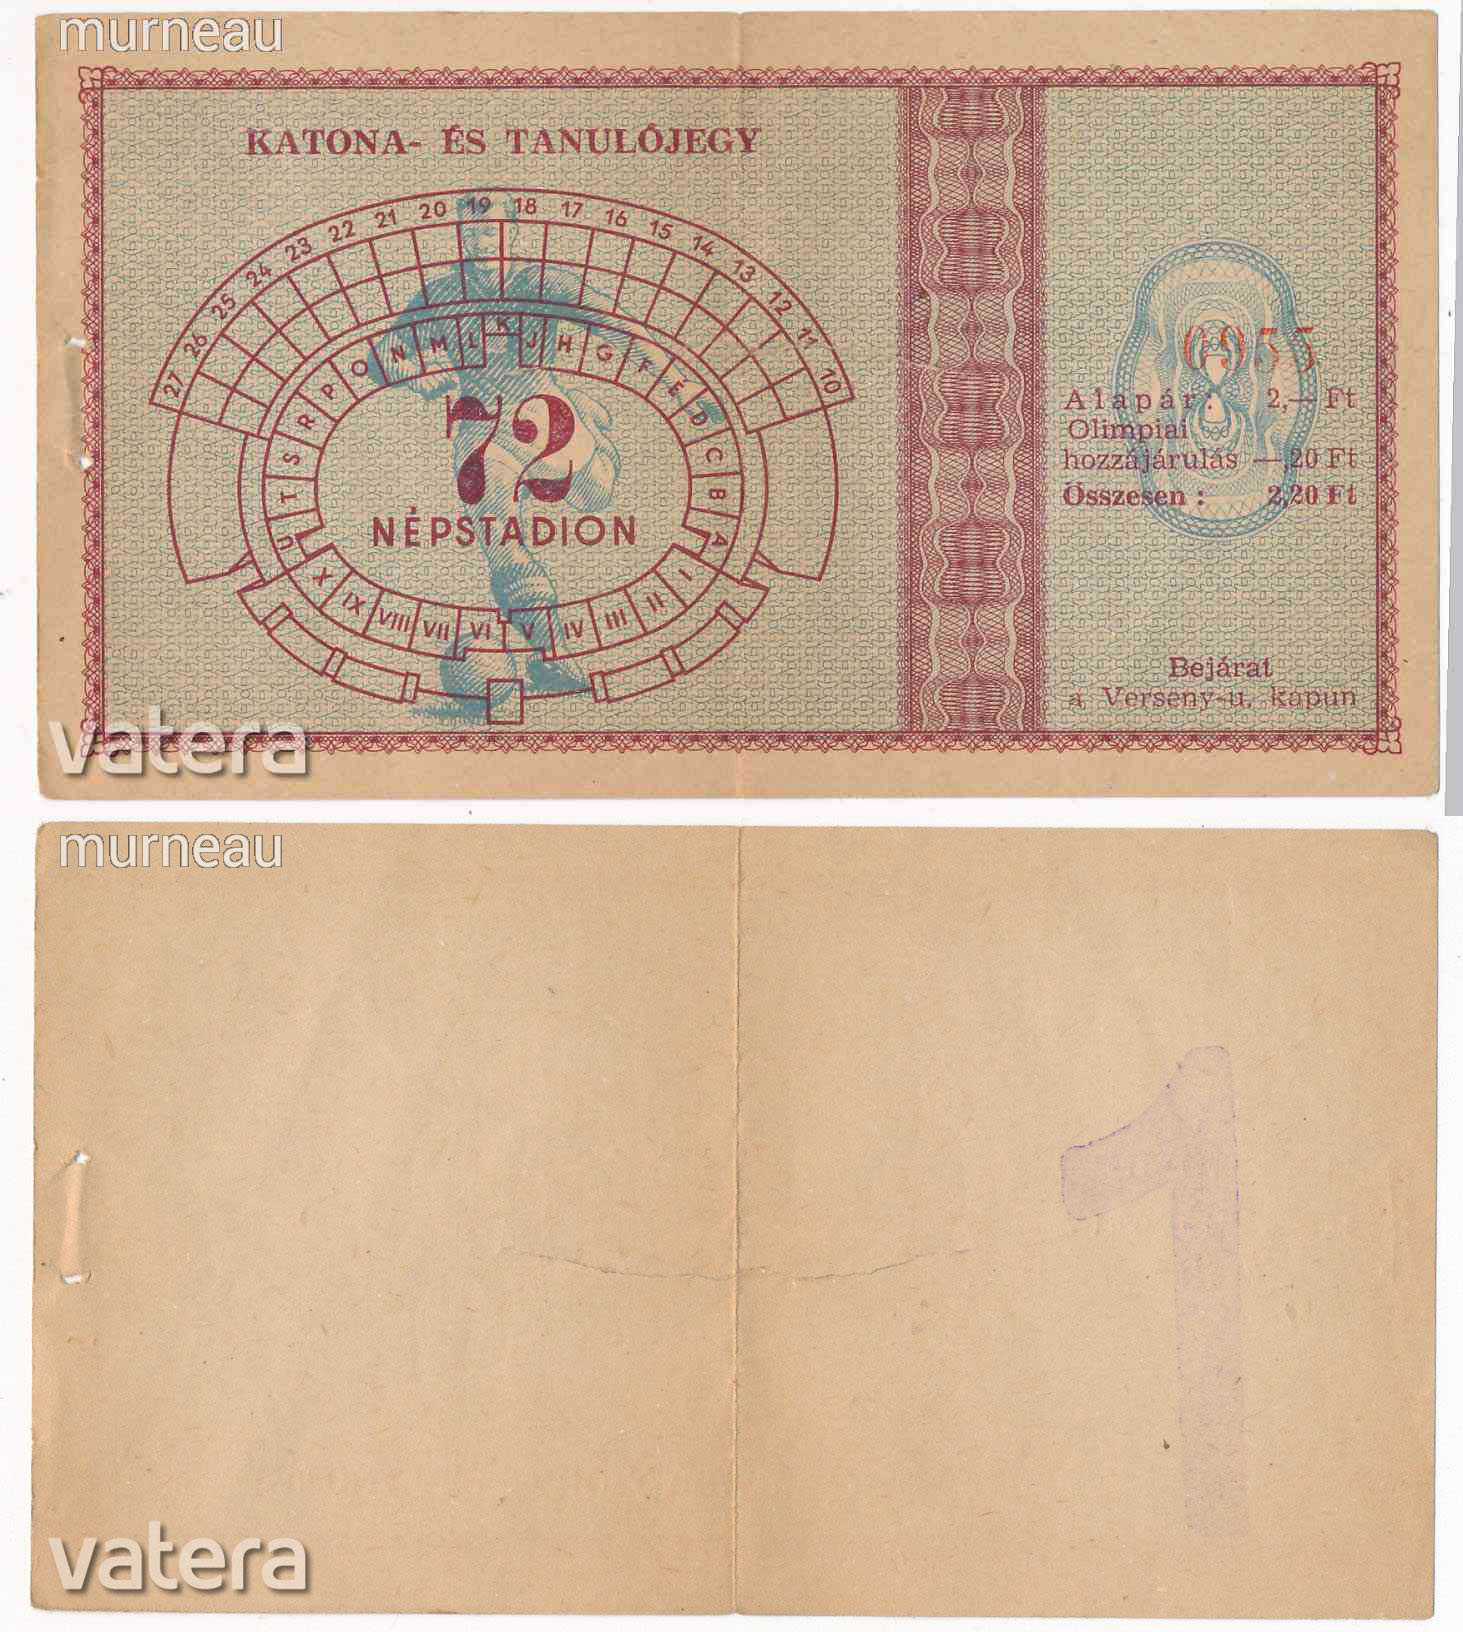 murneau
KATONA- ÉS TANULÓJEGY
27 26 25 24 23 22 21 20 19 18 17 16 15 14 13 12 11 10
U T S R P O N M L K J H G F E D C B A
72
NÉPSTADION
X IX VIII VII VI V IV III II I
0955
Alapár: 2,— Ft
Olimpiai
hozzájárulás —,20 Ft
Összesen: 2,20 Ft
Bejárat
a Verseny-u. kapun
vatera
murneau
1
vatera